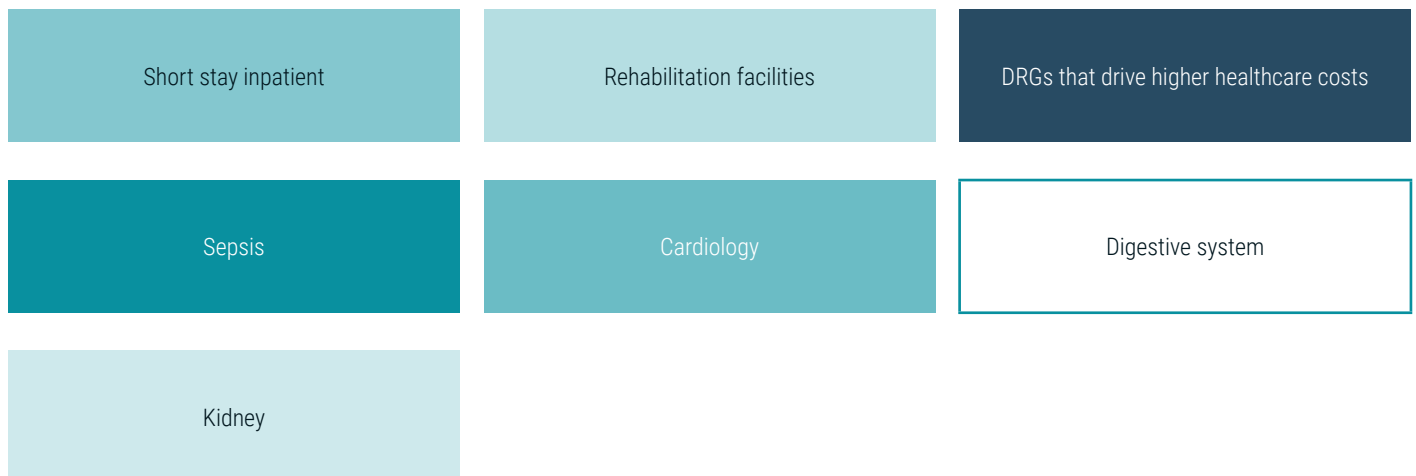 Short stay inpatient
Rehabilitation facilities
DRGs that drive higher healthcare costs
Sepsis
Cardiology
Digestive system
Kidney